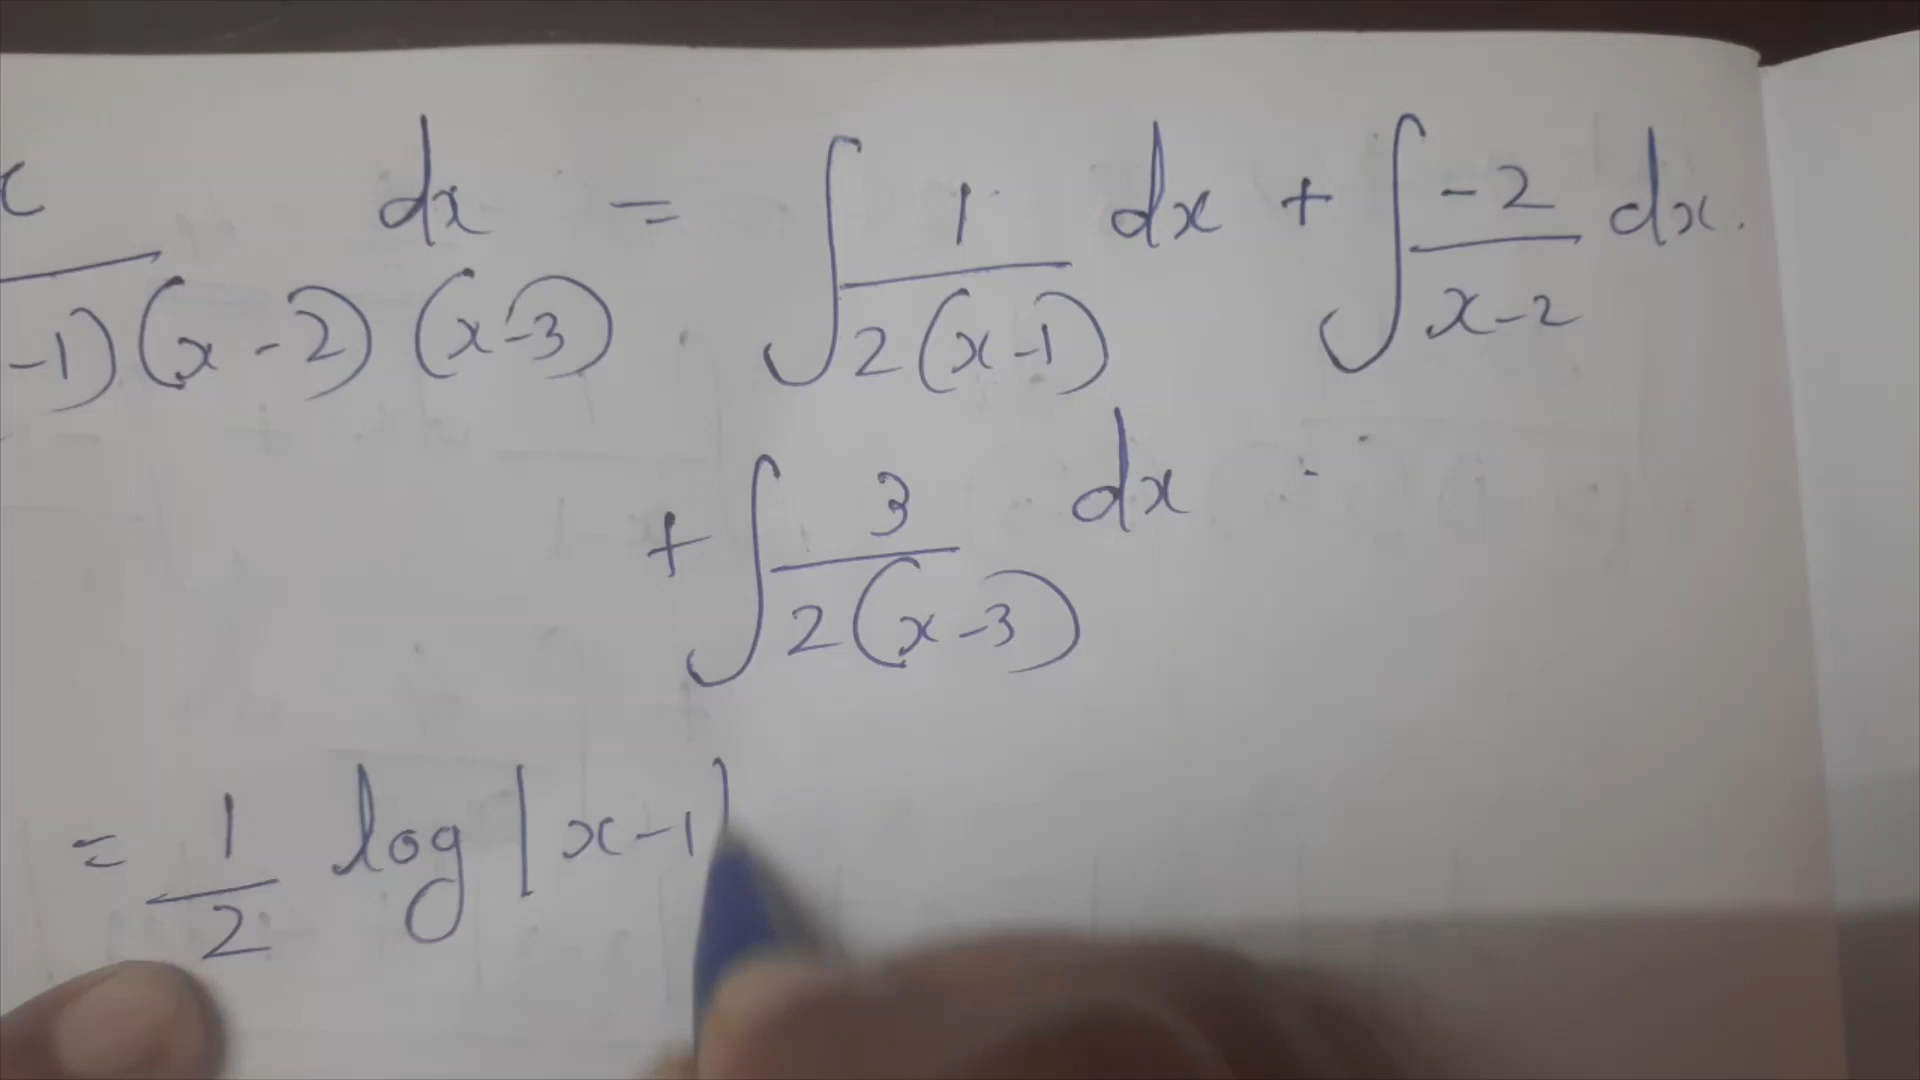 x / -1)(x-2)(x-3) dx = ∫ 1/2(x-1) dx + ∫ -2/x-2 dx.
+ ∫ 3/2(x-3) dx
= 1/2 log |x-1|